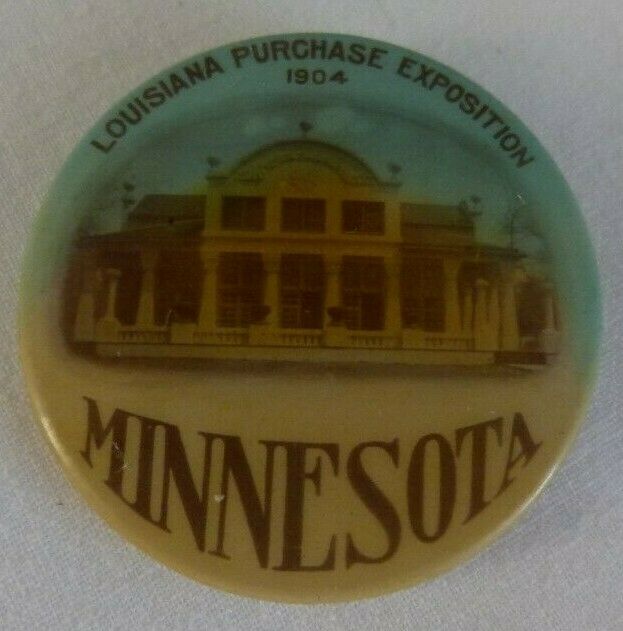 LOUISIANA PURCHASE EXPOSITION
1904
MINNESOTA